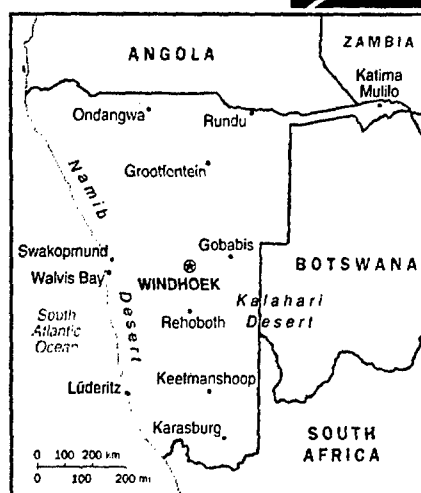 ANGOLA
ZAMBIA
Katima
Mulilo
Ondangwa
Rundu
Grootfontein
Namib
Desert
Swakopmund
Walvis Bay
Gobabis
WINDHOEK
BOTSWANA
Kalahari
Desert
Rehoboth
South
Atlantic
Ocean
Lüderitz
Keetmanshoop
Karasburg
SOUTH
AFRICA
0 100 200 km
0 100 200 mi